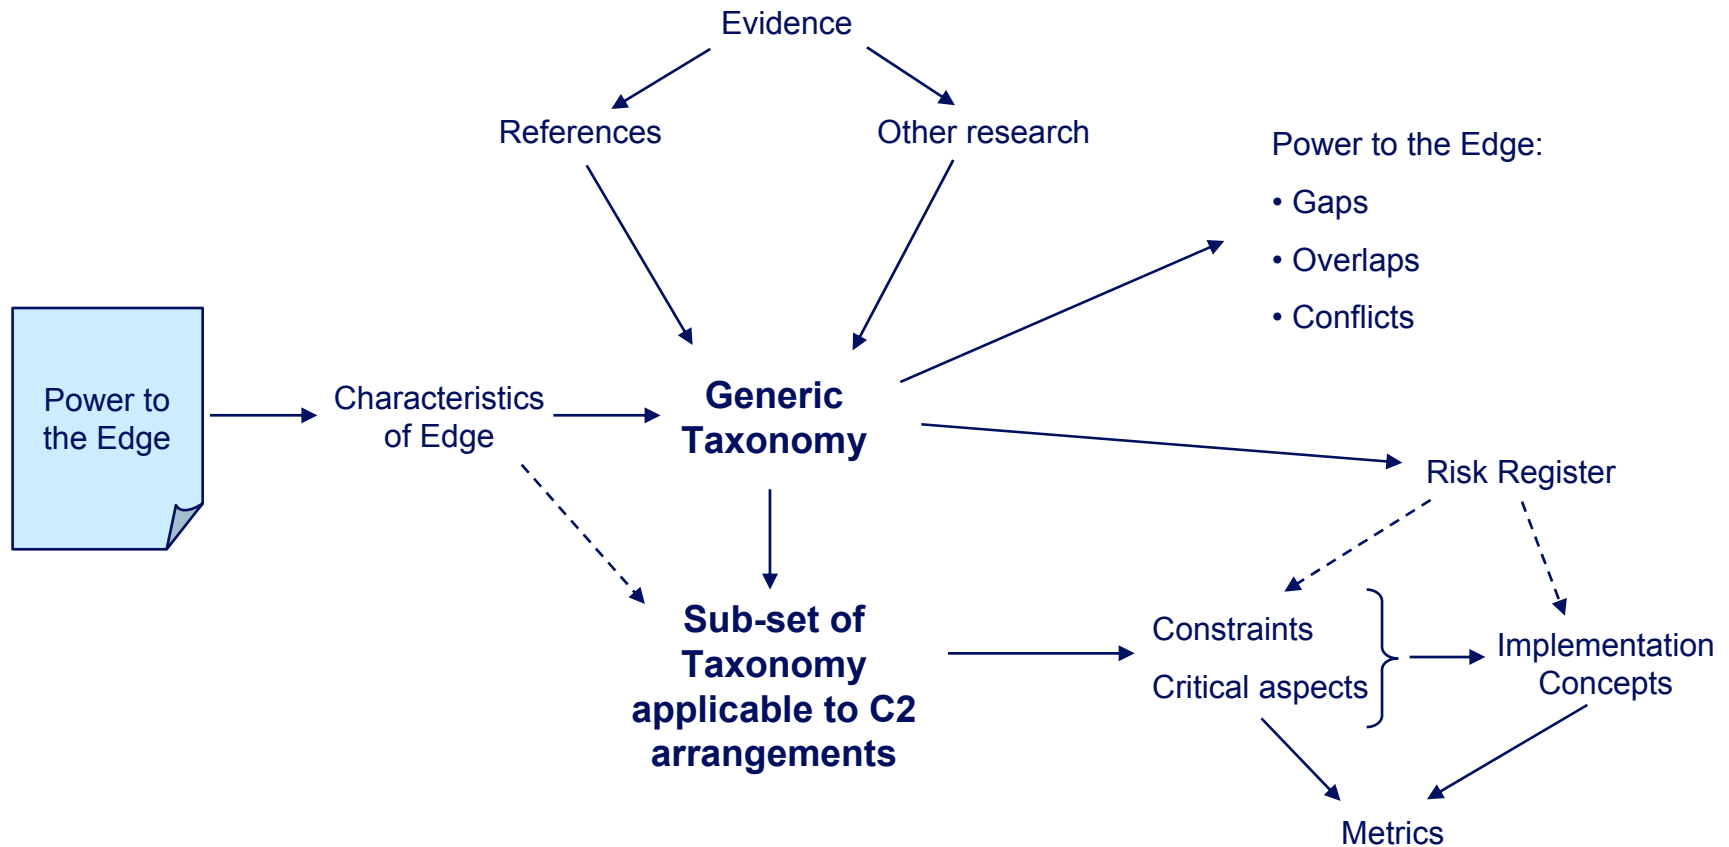 Evidence
References
Other research
Power to the Edge:
• Gaps
• Overlaps
• Conflicts
Power to
the Edge
Characteristics
of Edge
Generic
Taxonomy
Risk Register
Sub-set of
Taxonomy
applicable to C2
arrangements
Constraints
Critical aspects
Implementation
Concepts
Metrics